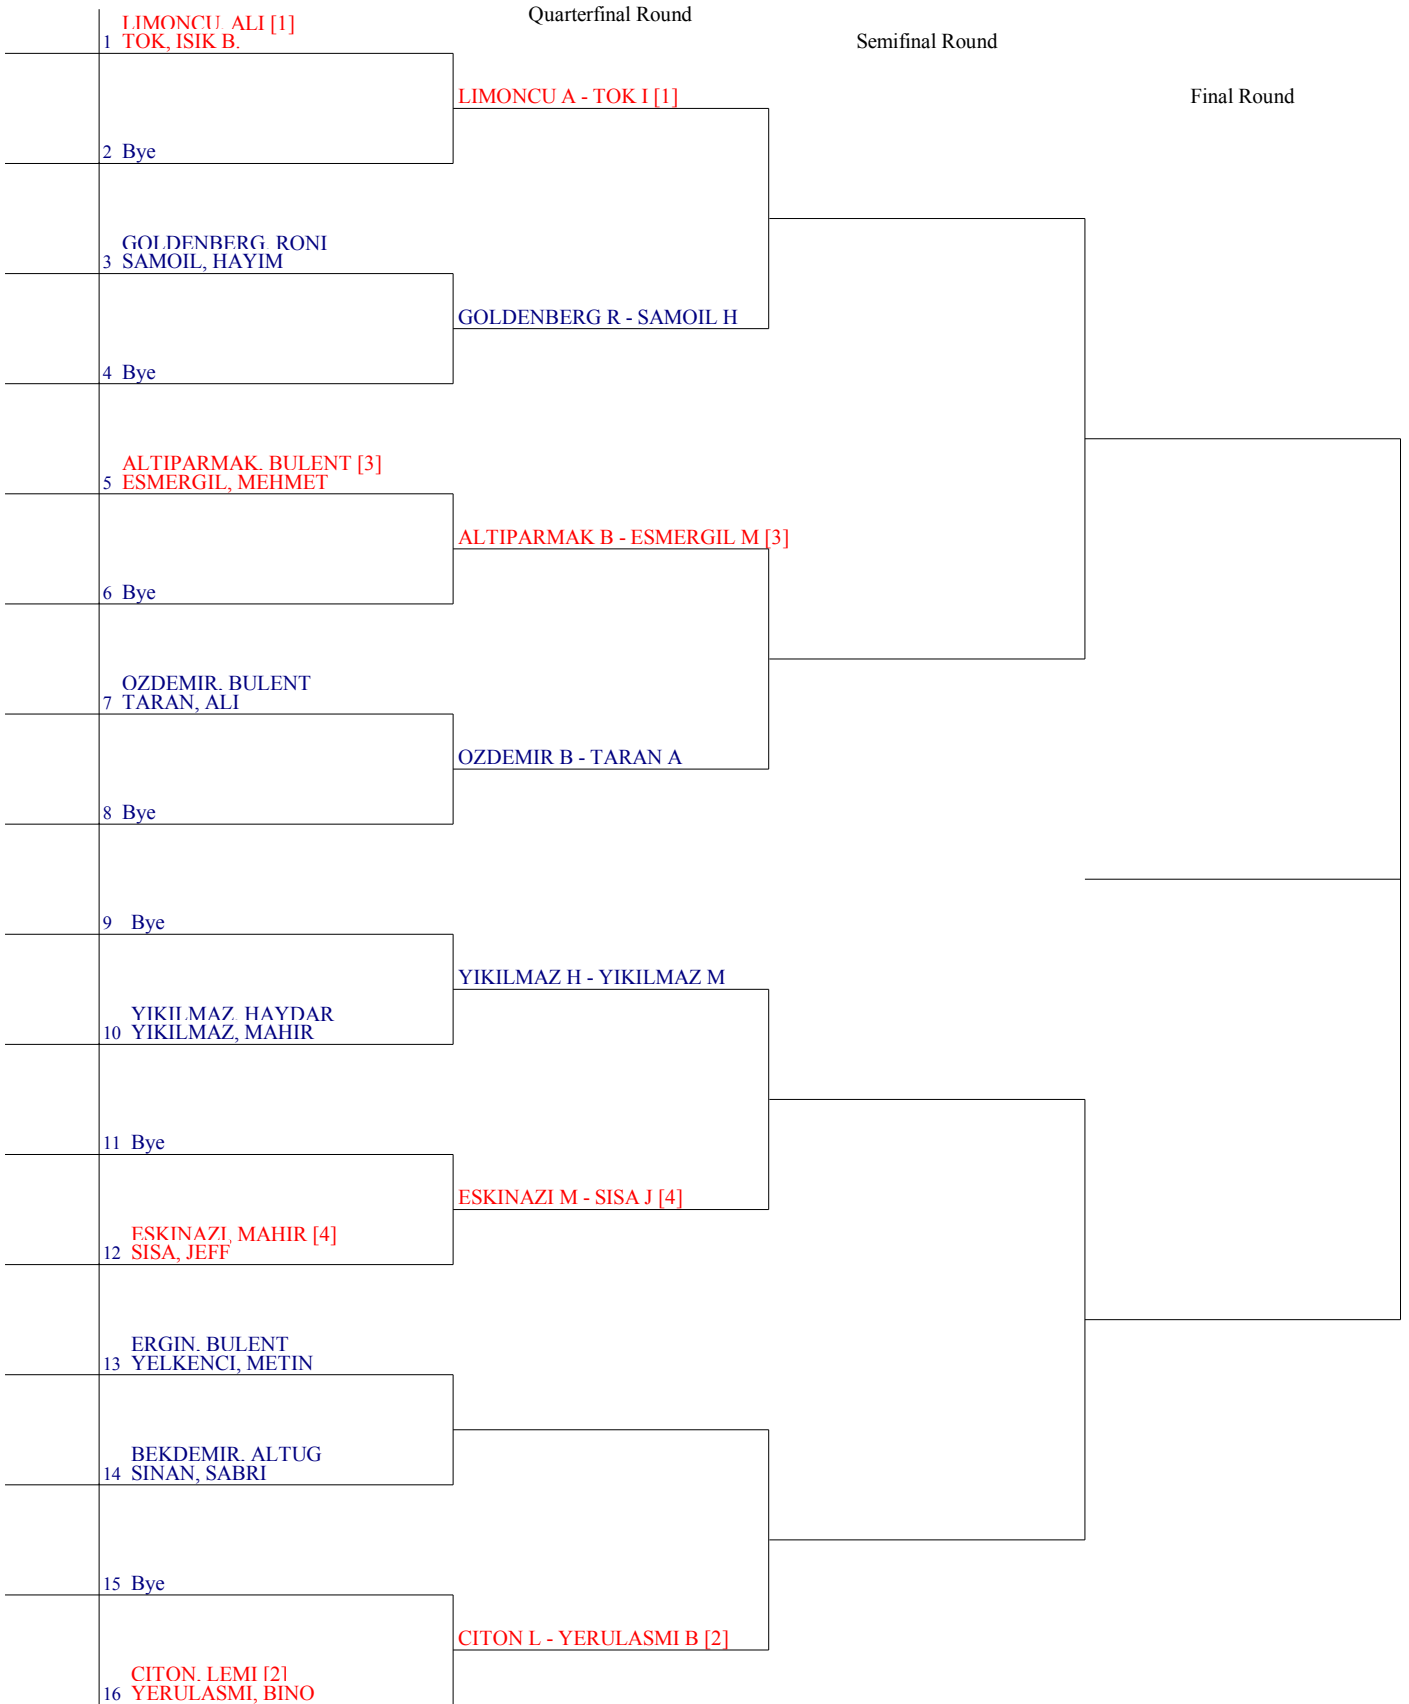 Quarterfinal Round
Semifinal Round
Final Round
LIMONCU, ALI [1]
1 TOK, ISIK B.
LIMONCU A - TOK I [1]
2 Bye
GOLDENBERG, RONI
3 SAMOIL, HAYIM
GOLDENBERG R - SAMOIL H
4 Bye
ALTIPARMAK, BULENT [3]
5 ESMERGIL, MEHMET
ALTIPARMAK B - ESMERGIL M [3]
6 Bye
OZDEMIR, BULENT
7 TARAN, ALI
OZDEMIR B - TARAN A
8 Bye
9 Bye
YIKILMAZ H - YIKILMAZ M
YIKILMAZ, HAYDAR
10 YIKILMAZ, MAHIR
11 Bye
ESKINAZI M - SISA J [4]
ESKINAZI, MAHIR [4]
12 SISA, JEFF
ERGIN, BULENT
13 YELKENCI, METIN
BEKDEMIR, ALTUG
14 SINAN, SABRI
15 Bye
CITON L - YERULASMI B [2]
CITON, LEMI [2]
16 YERULASMI, BINO